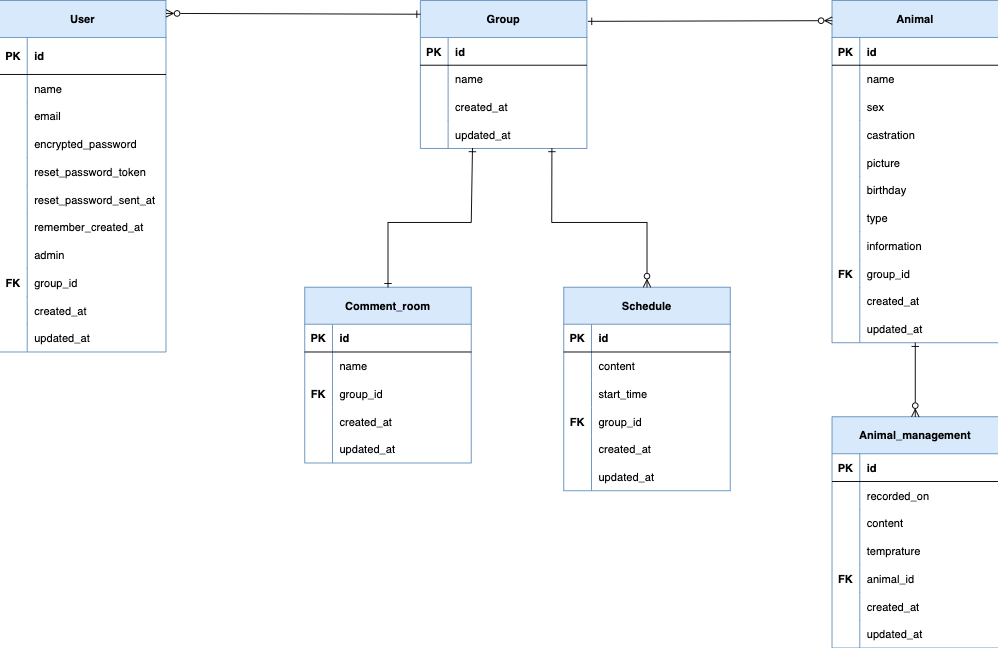 User
PK id
name
email
encrypted_password
reset_password_token
reset_password_sent_at
remember_created_at
admin
FK group_id
created_at
updated_at
Group
PK id
name
created_at
updated_at
Animal
PK id
name
sex
castration
picture
birthday
type
information
FK group_id
created_at
updated_at
Comment_room
PK id
name
FK group_id
created_at
updated_at
Schedule
PK id
content
start_time
FK group_id
created_at
updated_at
Animal_management
PK id
recorded_on
content
temprature
FK animal_id
created_at
updated_at